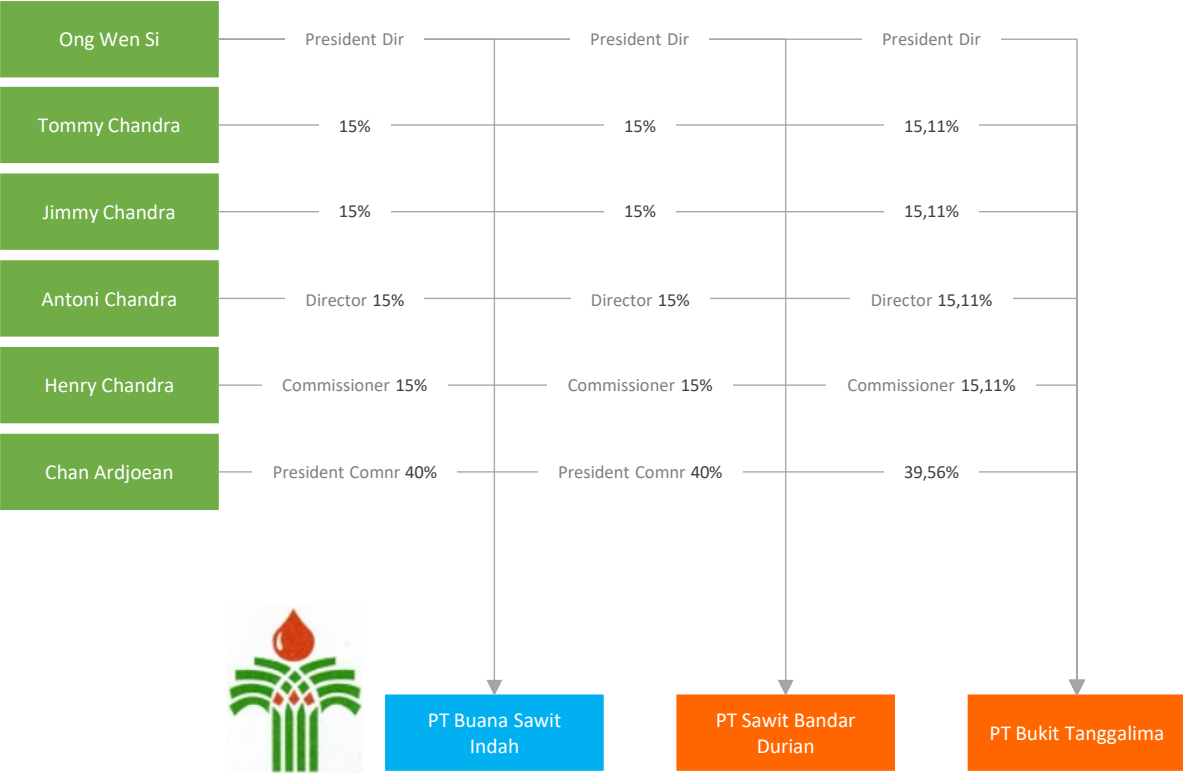 Ong Wen Si
President Dir
President Dir
President Dir
Tommy Chandra
15%
15%
15,11%
Jimmy Chandra
15%
15%
15,11%
Antoni Chandra
Director 15%
Director 15%
Director 15,11%
Henry Chandra
Commissioner 15%
Commissioner 15%
Commissioner 15,11%
Chan Ardjoean
President Comnr 40%
President Comnr 40%
39,56%
PT Buana Sawit
Indah
PT Sawit Bandar
Durian
PT Bukit Tanggalima